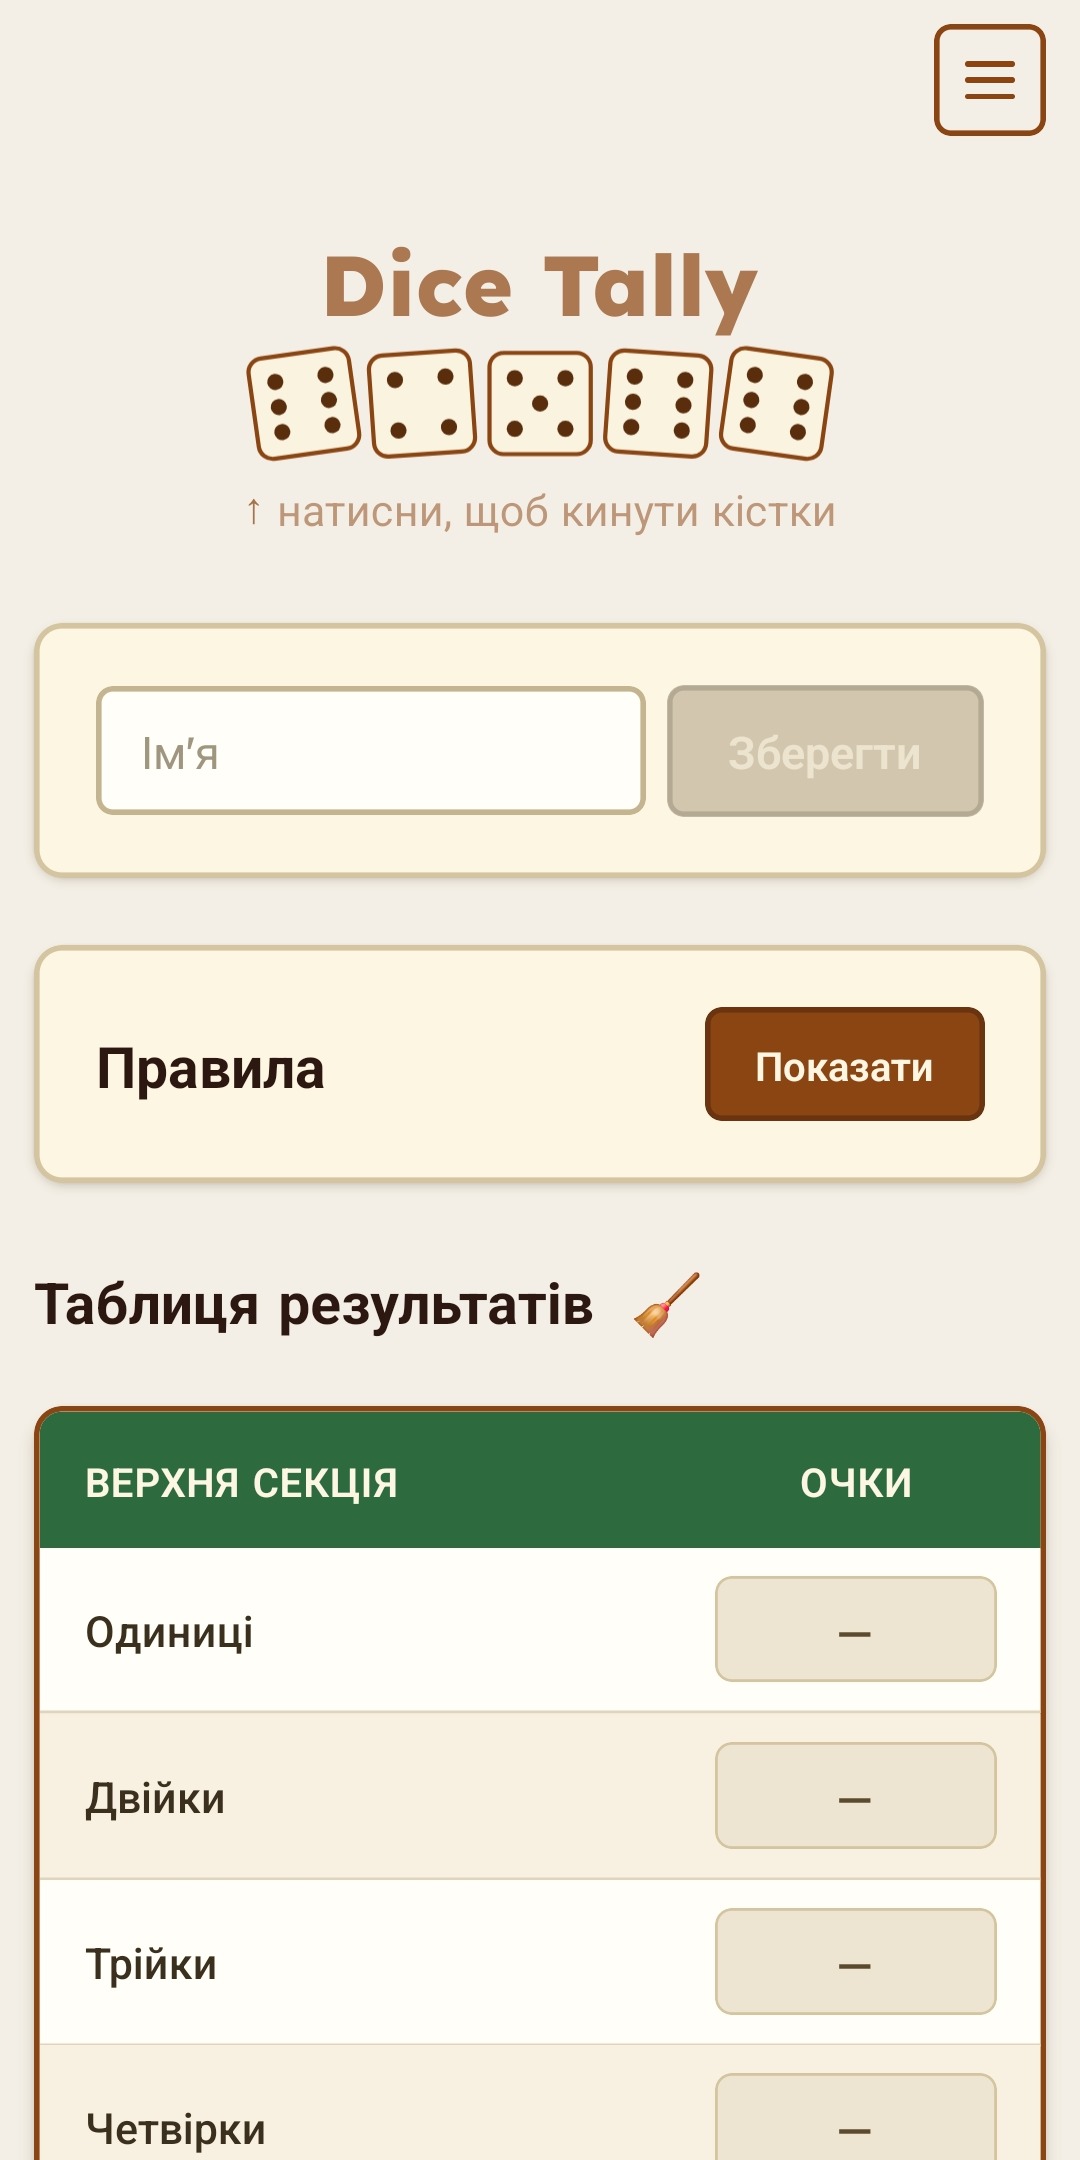 Dice Tally
↑ натисни, щоб кинути кістки
Ім'я
Зберегти
Правила
Показати
Таблиця результатів
ВЕРХНЯ СЕКЦІЯ ОЧКИ
Одиниці —
Двійки —
Трійки —
Четвірки —